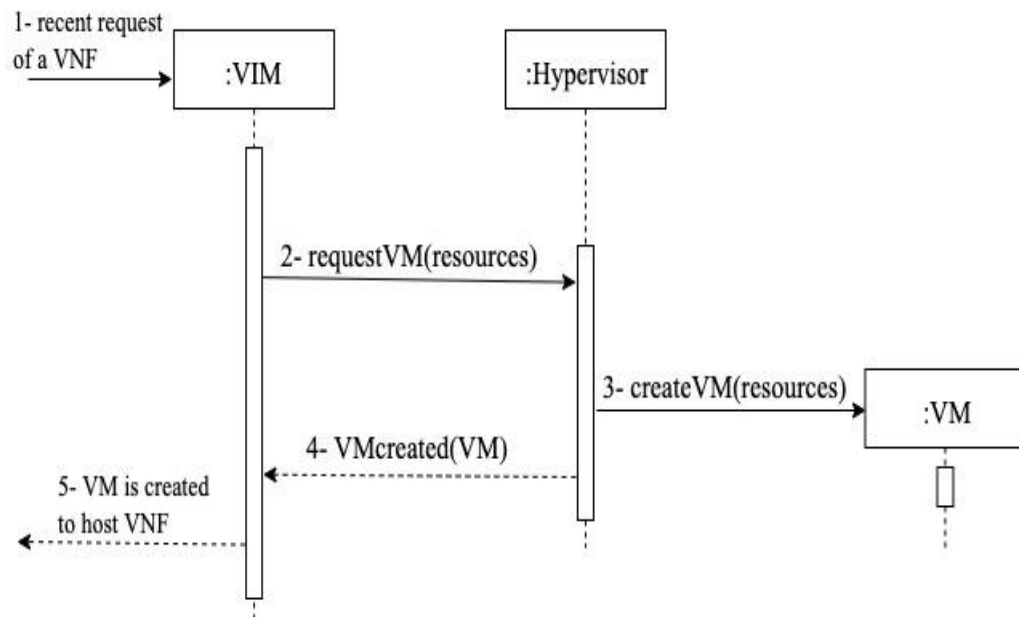 1- recent request
of a VNF
:VIM
:Hypervisor
2- requestVM(resources)
3- createVM(resources)
:VM
4- VMcreated(VM)
5- VM is created
to host VNF